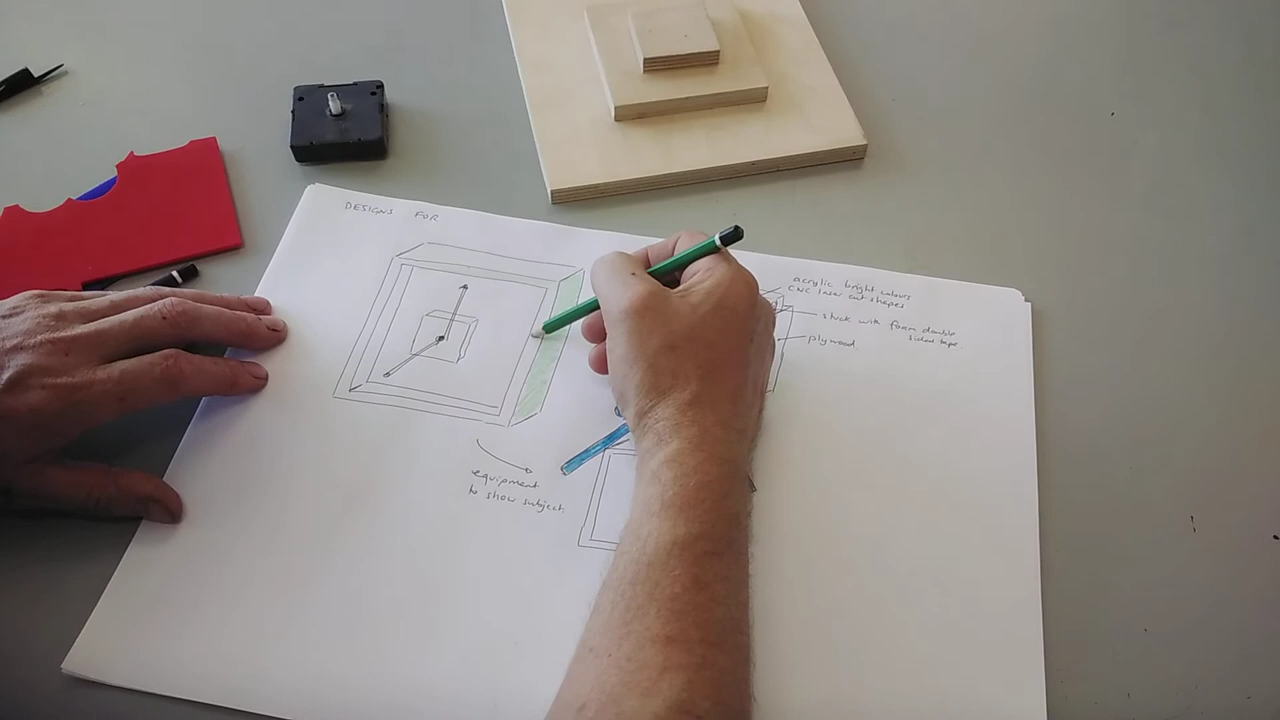 DESIGNS FOR
acrylic bright colours
CNC laser cut shapes
stuck with foam double
sided tape
plywood
equipment
to show subject